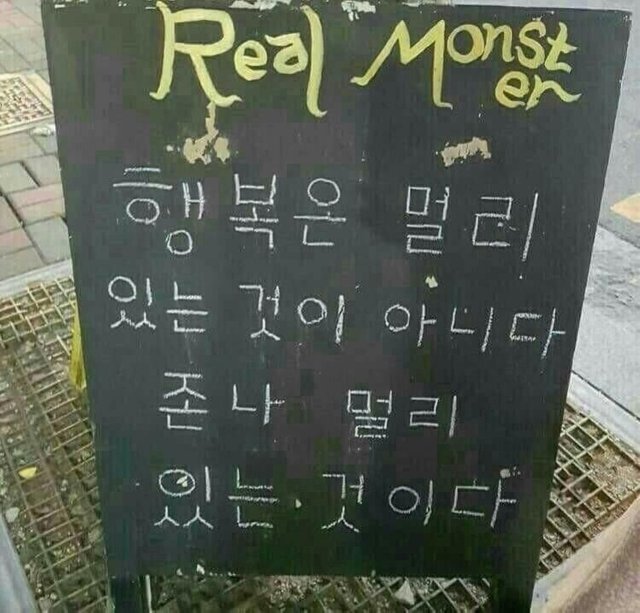 Real Monst
er
행복은 멀리
있는 것이 아니다
존나 멀리
있는 것이다